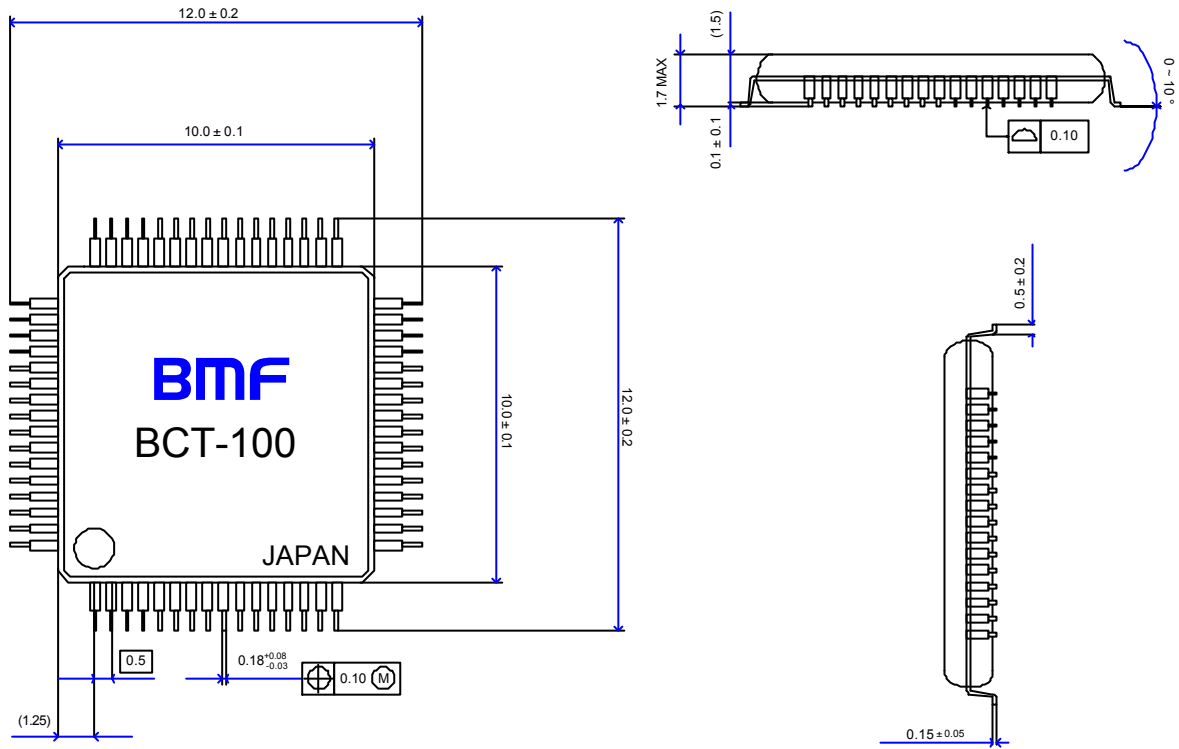 12.0 ± 0.2
10.0 ± 0.1
BMF
BCT-100
JAPAN
10.0 ± 0.1
12.0 ± 0.2
0.5
0.18 +0.08 -0.03
0.10 M
(1.25)
(1.5)
1.7 MAX
0.1 ± 0.1
0.10
0 ~ 10 °
0.5 ± 0.2
0.15 ± 0.05